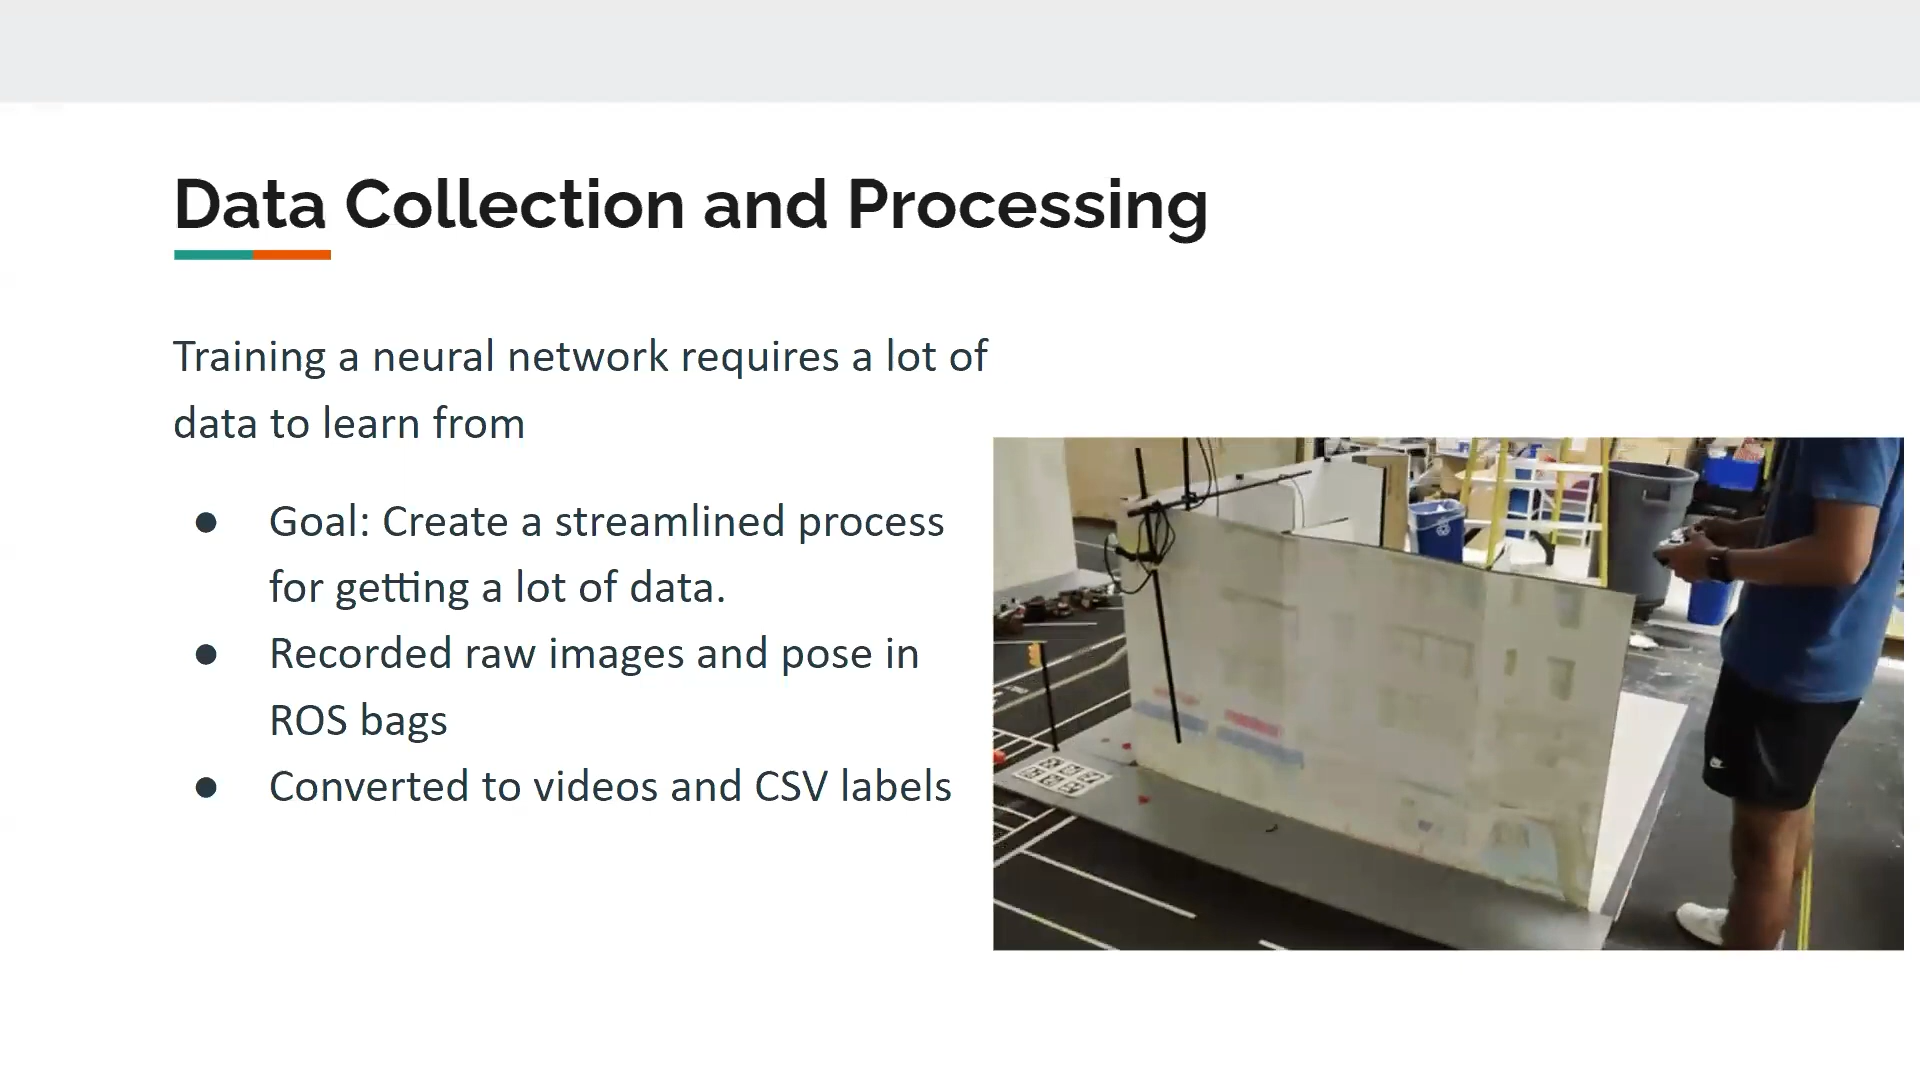 Data Collection and Processing
Training a neural network requires a lot of
data to learn from
● Goal: Create a streamlined process
for getting a lot of data.
● Recorded raw images and pose in
ROS bags
● Converted to videos and CSV labels